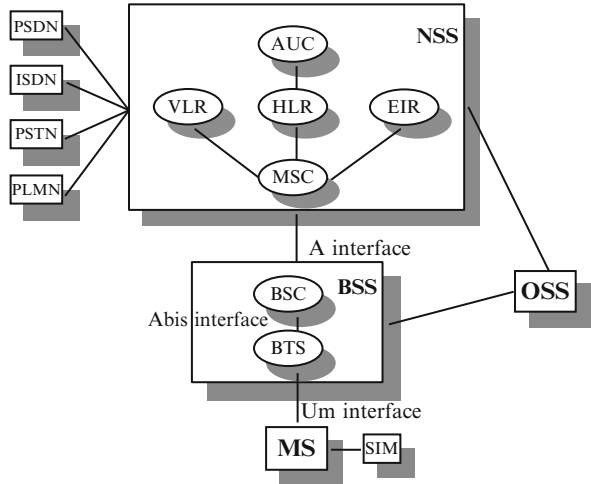 PSDN
NSS
AUC
ISDN
VLR
HLR
EIR
PSTN
MSC
PLMN
A interface
BSC
BSS
OSS
Abis interface
BTS
Um interface
MS
SIM